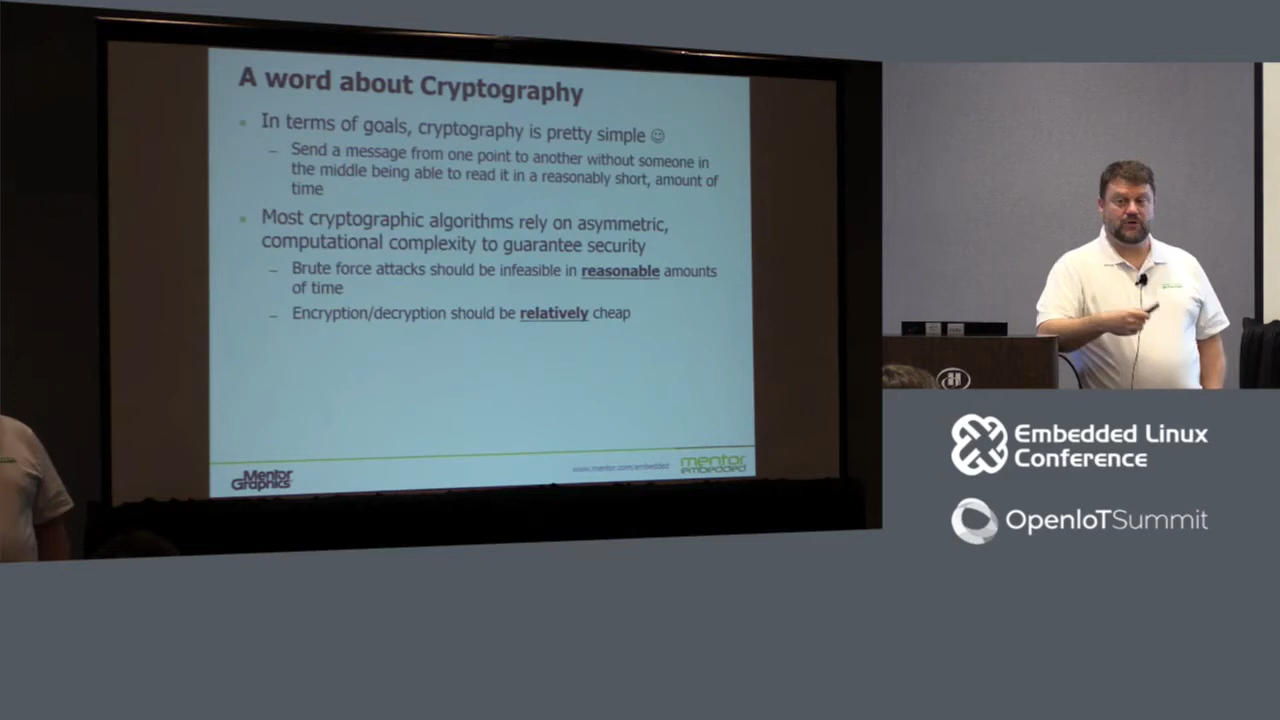 A word about Cryptography
In terms of goals, cryptography is pretty simple ☺
– Send a message from one point to another without someone in
the middle being able to read it in a reasonably short, amount of
time
Most cryptographic algorithms rely on asymmetric,
computational complexity to guarantee security
– Brute force attacks should be infeasible in reasonable amounts
of time
– Encryption/decryption should be relatively cheap
Mentor
Graphics
www.mentor.com/embedded
mentor
embedded
H
Embedded Linux
Conference
OpenIoTSummit